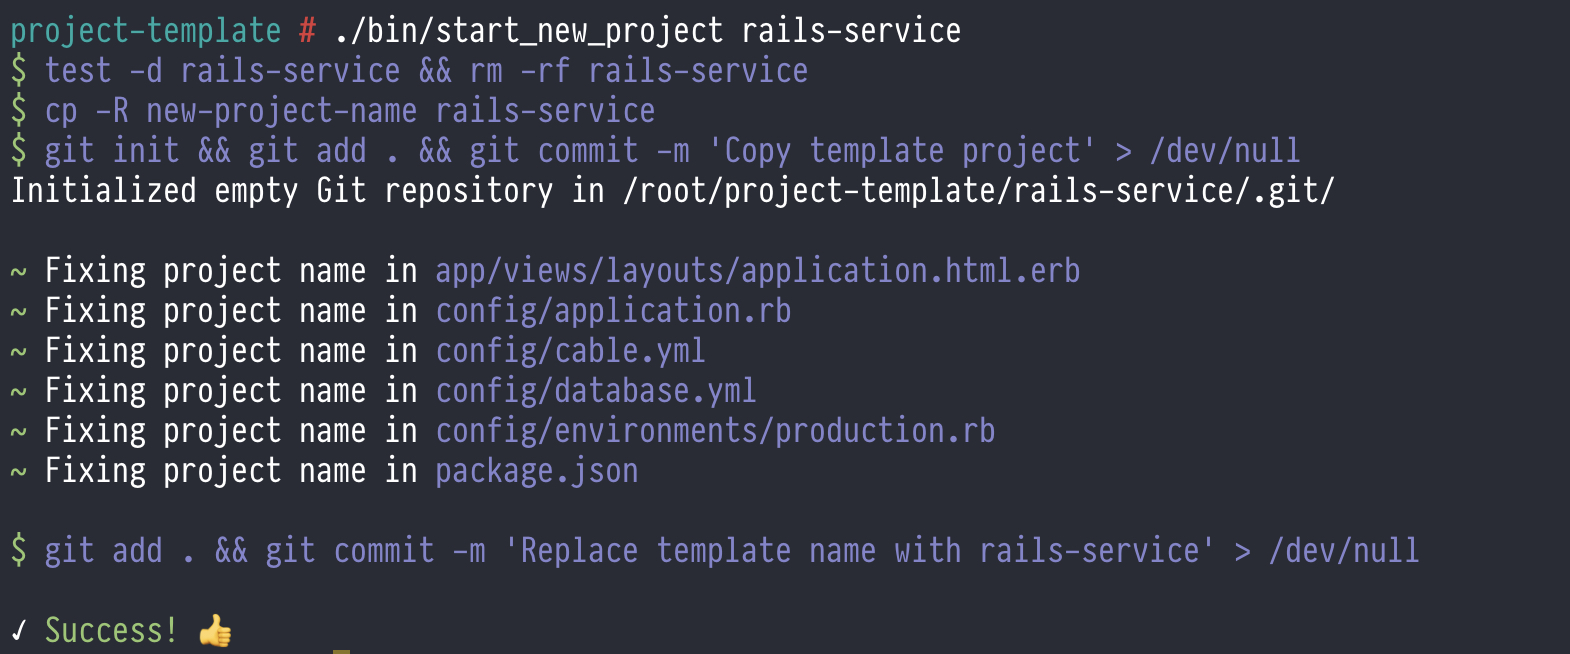 project-template # ./bin/start_new_project rails-service
$ test -d rails-service && rm -rf rails-service
$ cp -R new-project-name rails-service
$ git init && git add . && git commit -m 'Copy template project' > /dev/null
Initialized empty Git repository in /root/project-template/rails-service/.git/
~ Fixing project name in app/views/layouts/application.html.erb
~ Fixing project name in config/application.rb
~ Fixing project name in config/cable.yml
~ Fixing project name in config/database.yml
~ Fixing project name in config/environments/production.rb
~ Fixing project name in package.json
$ git add . && git commit -m 'Replace template name with rails-service' > /dev/null
✓ Success! 👍